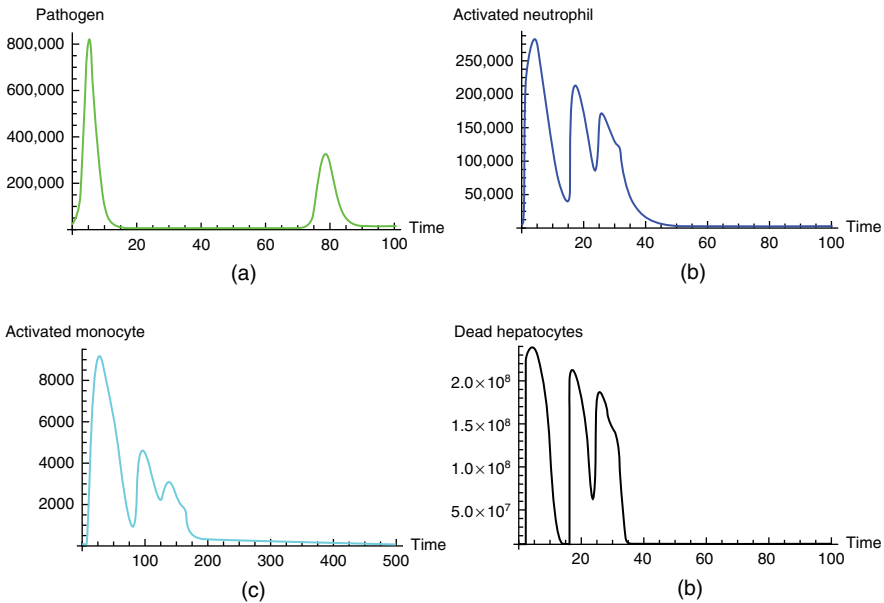 Pathogen
800,000
600,000
400,000
200,000
20 40 60 80 100
Time
(a)
Activated neutrophil
250,000
200,000
150,000
100,000
50,000
20 40 60 80 100
Time
(b)
Activated monocyte
8000
6000
4000
2000
100 200 300 400 500
Time
(c)
Dead hepatocytes
2.0×10⁸
1.5×10⁸
1.0×10⁸
5.0×10⁷
20 40 60 80 100
Time
(b)